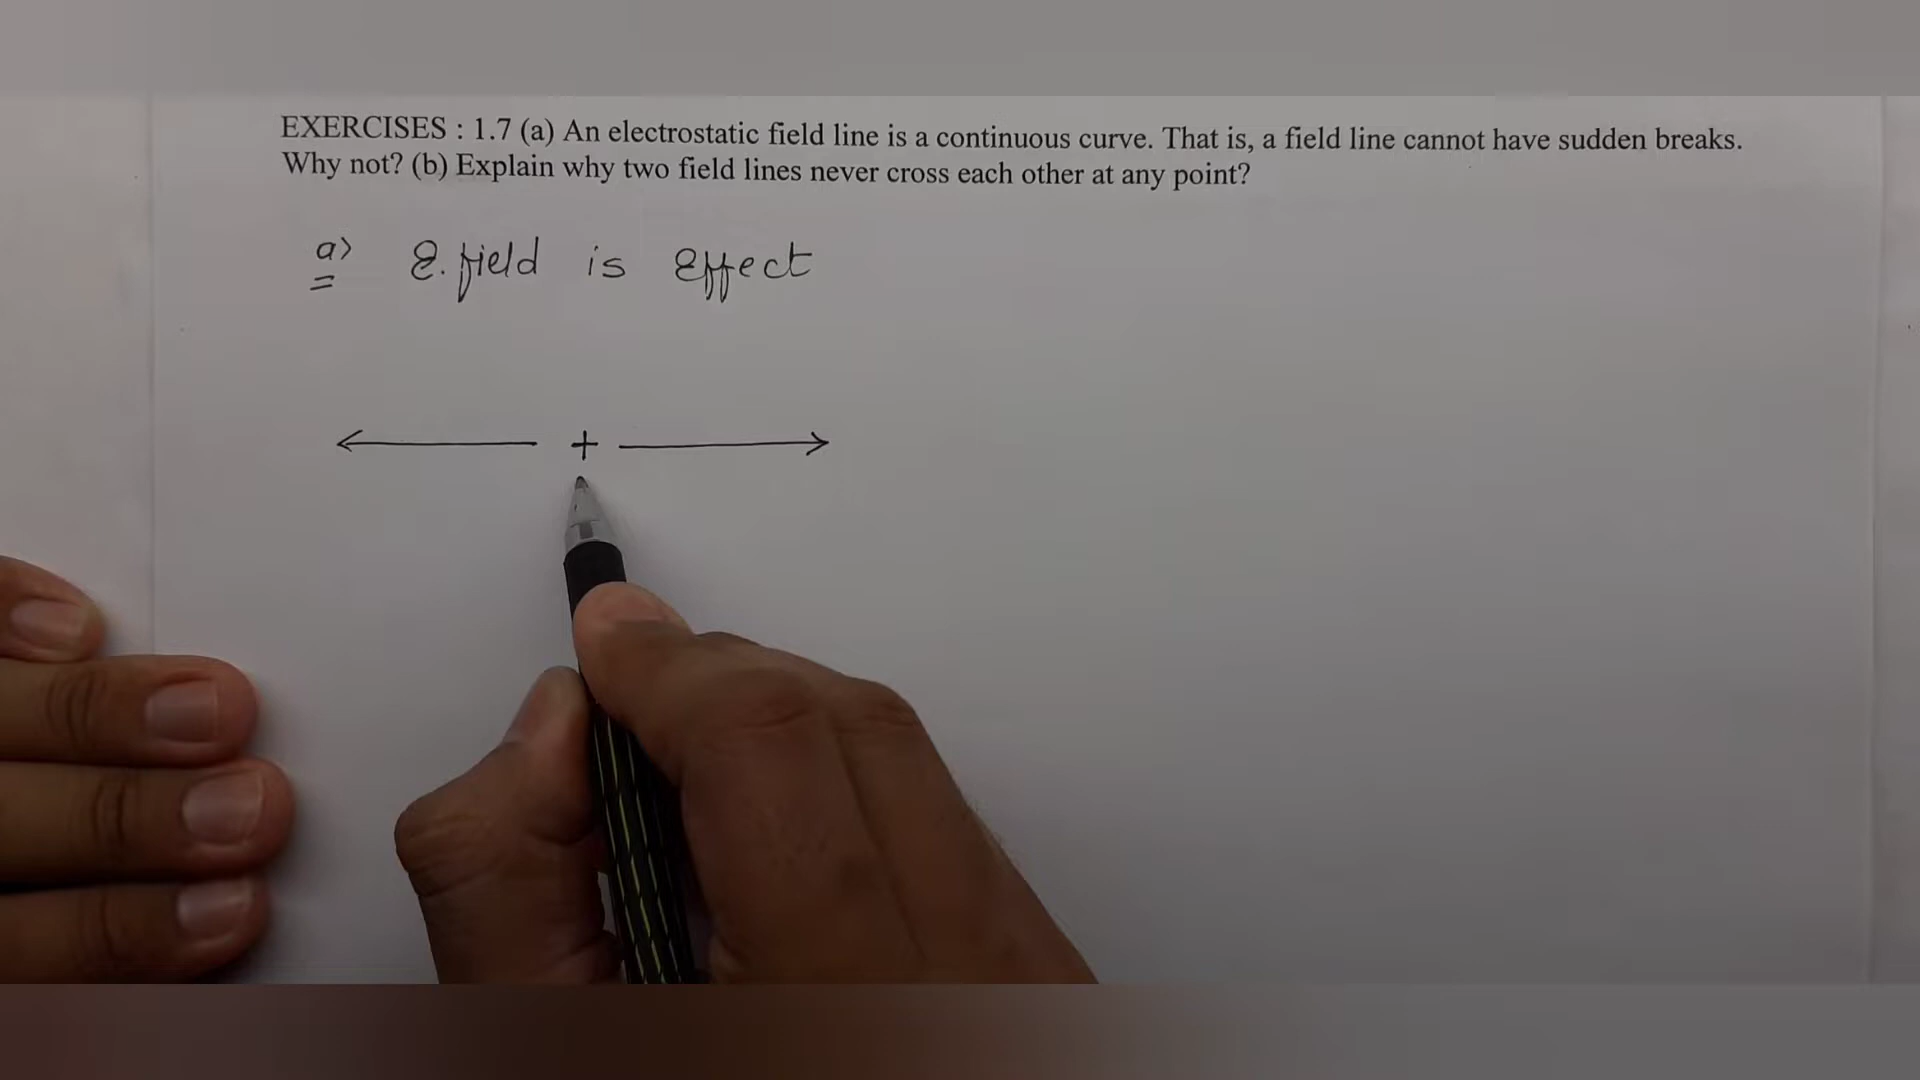 EXERCISES : 1.7 (a) An electrostatic field line is a continuous curve. That is, a field line cannot have sudden breaks.
Why not? (b) Explain why two field lines never cross each other at any point?
a) E. field is Effect
+